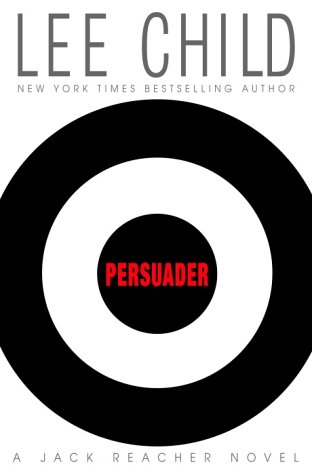 LEE CHILD
NEW YORK TIMES BESTSELLING AUTHOR
PERSUADER
A JACK REACHER NOVEL